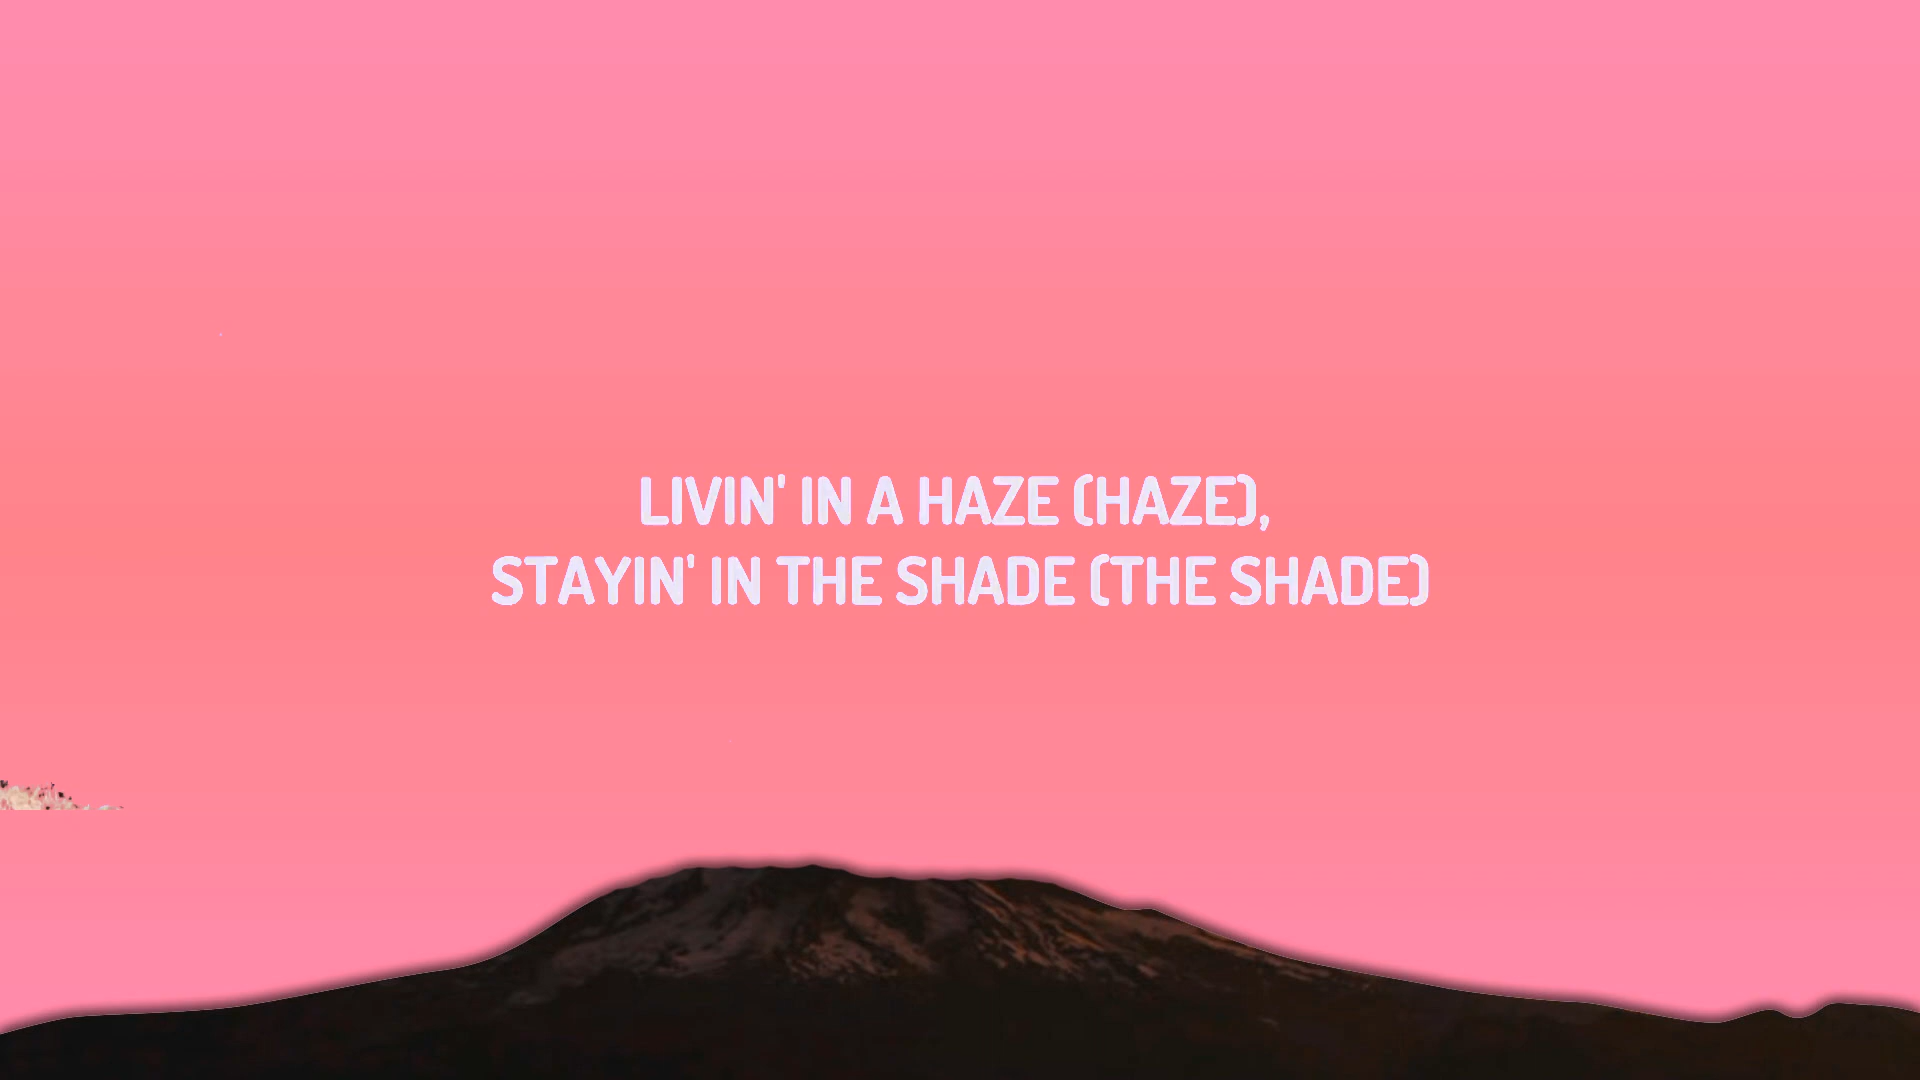 LIVIN' IN A HAZE (HAZE),
STAYIN' IN THE SHADE (THE SHADE)